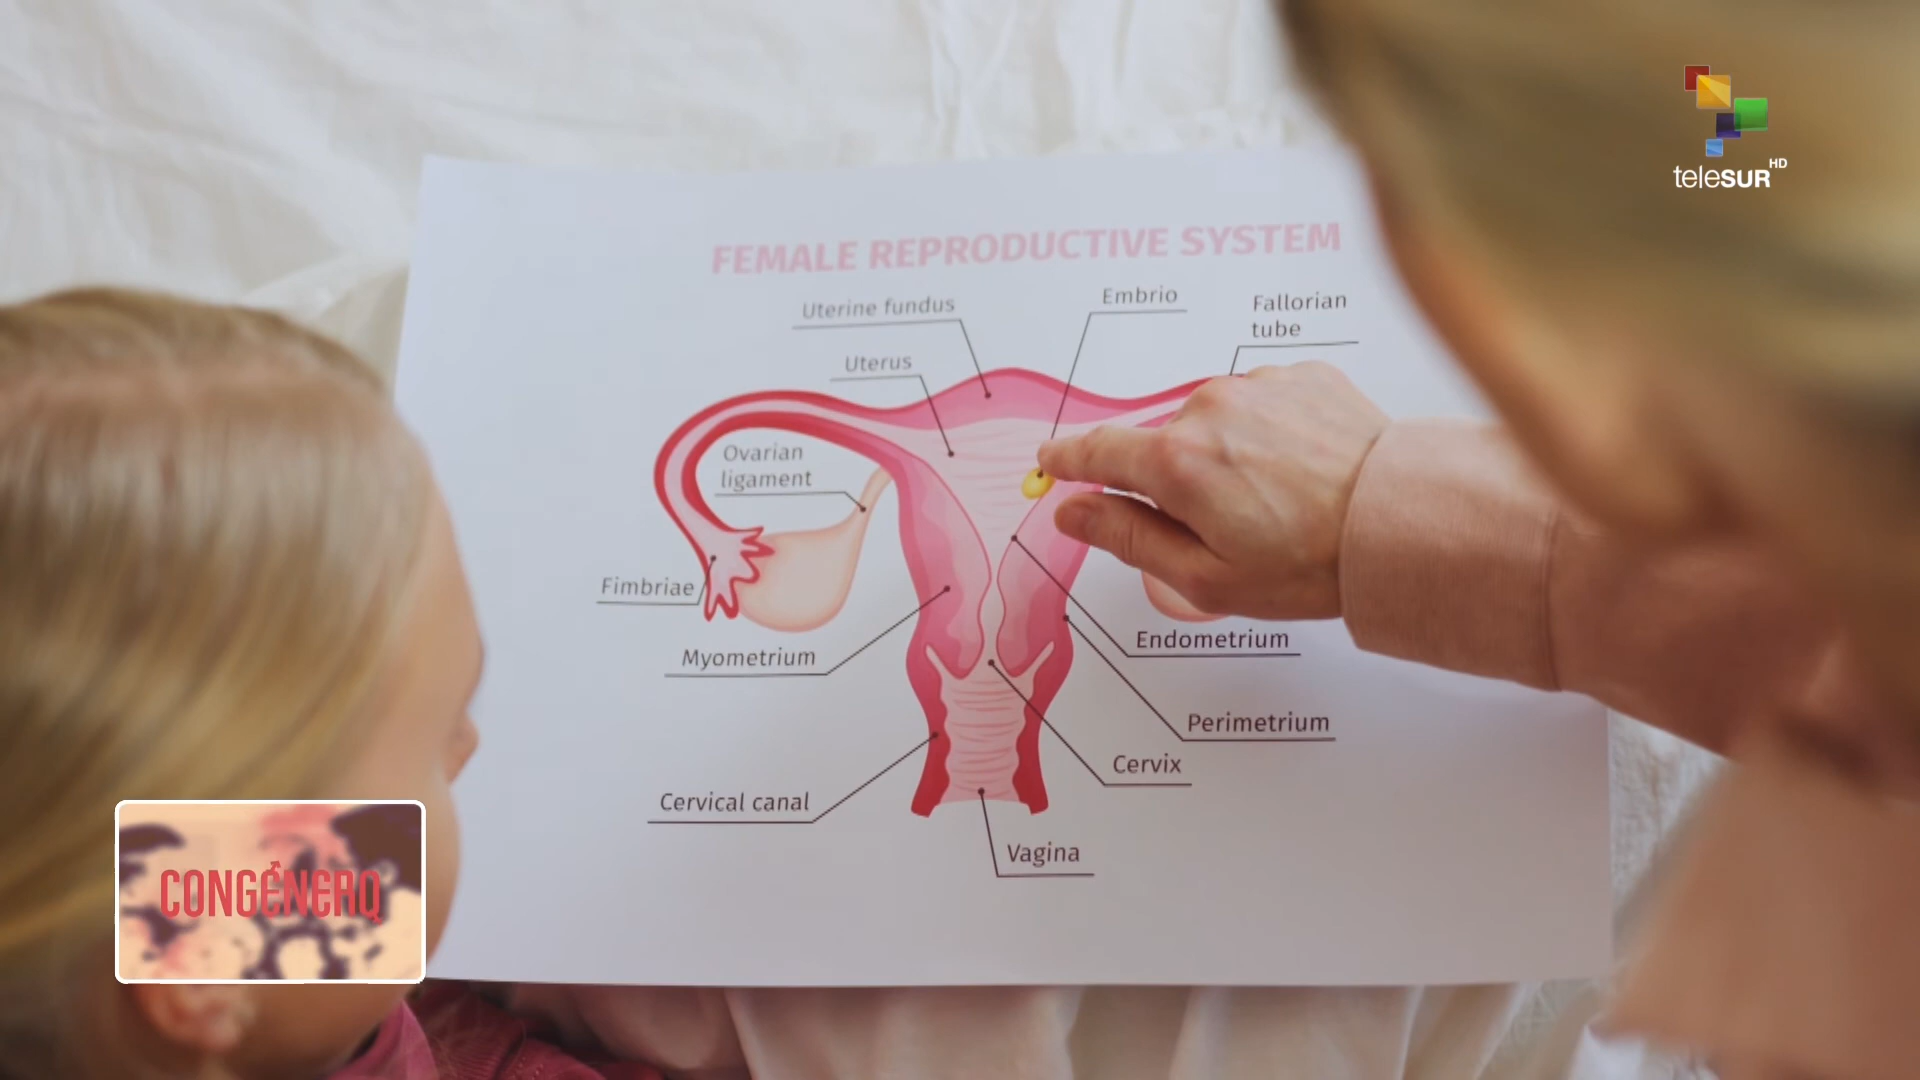 teleSUR HD
FEMALE REPRODUCTIVE SYSTEM
Uterine fundus
Embrio
Fallorian
tube
Uterus
Ovarian
ligament
Fimbriae
Endometrium
Myometrium
Perimetrium
Cervix
Cervical canal
Vagina
CONGÉNERO